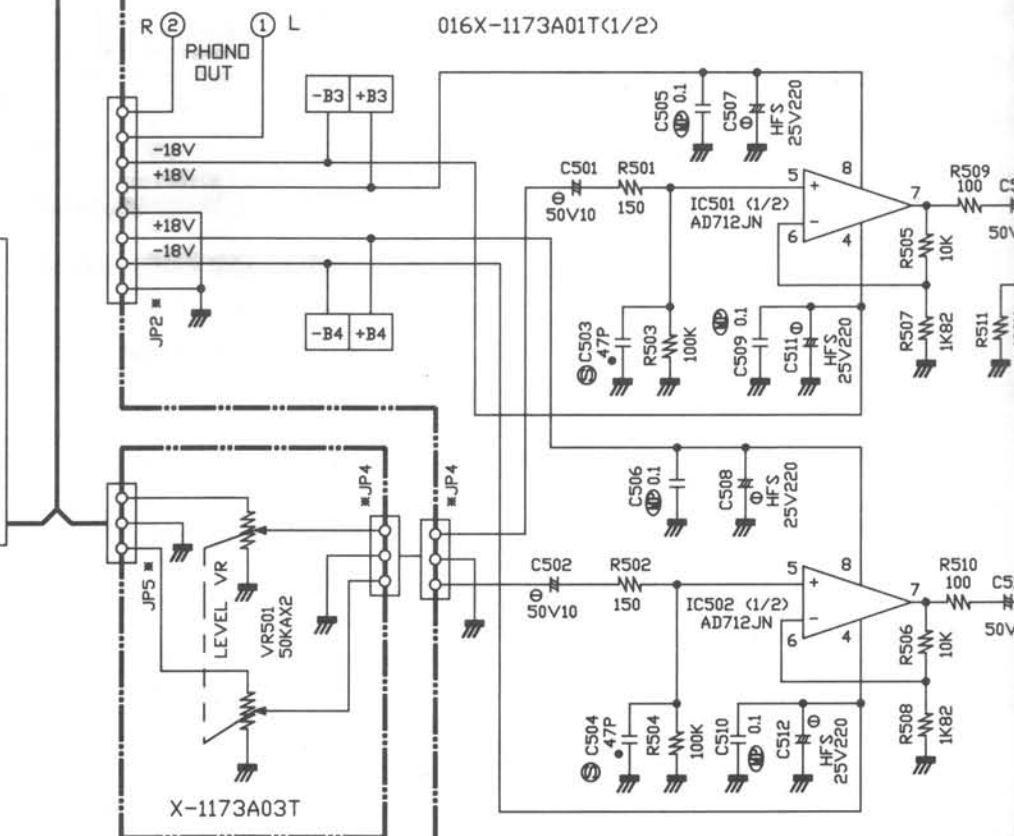 016X-1173A01T(1/2)
R 2
1 L
PHONO
OUT
-B3 +B3
-18V
+18V
+18V
-18V
JP2 ※
-B4 +B4
C505
MP 0.1
C507
⊖ HFS
25V220
C501
⊖
50V10
R501
150
5
+
8
IC501 (1/2)
AD712JN
-
6
4
7
R509
100
R505
10K
R507
1K82
R511
S C503
47P
R503
100K
MP 0.1
C509
C511 ⊖
HFS
25V220
C506
MP 0.1
C508
⊖ HFS
25V220
※JP4
※JP4
JP5 ※
LEVEL VR
VR501
50KAX2
X-1173A03T
C502
⊖
50V10
R502
150
5
+
8
IC502 (1/2)
AD712JN
-
6
4
7
R510
100
R506
10K
R508
1K82
S C504
47P
R504
100K
C510
MP 0.1
C512
⊖
HFS
25V220